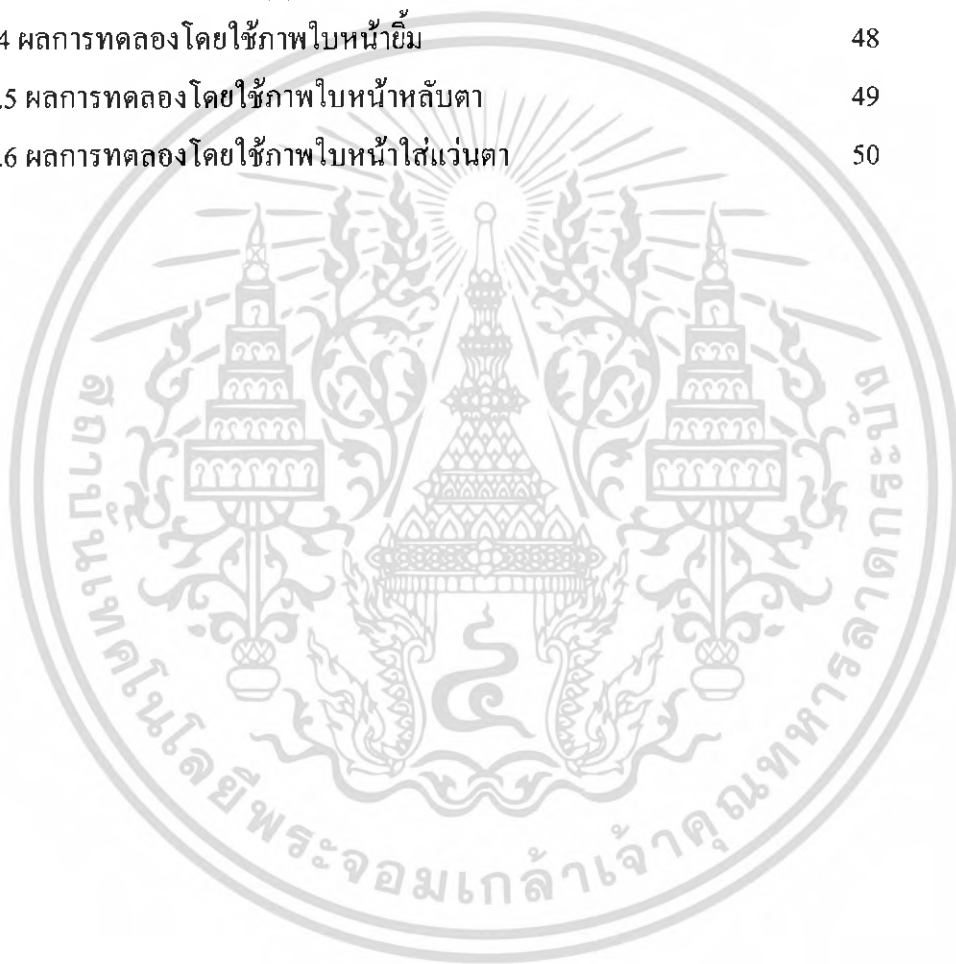 4 ผลการทดลองโดยใช้ภาพใบหน้ายิ้ม 48
.5 ผลการทดลองโดยใช้ภาพใบหน้าหลับตา 49
.6 ผลการทตลองโดยใช้ภาพใบหน้าใส่แว่นตา 50
สถาบันเทคโนโลยีพระจอมเกล้าเจ้าคุณทหารลาดกระบัง
๔